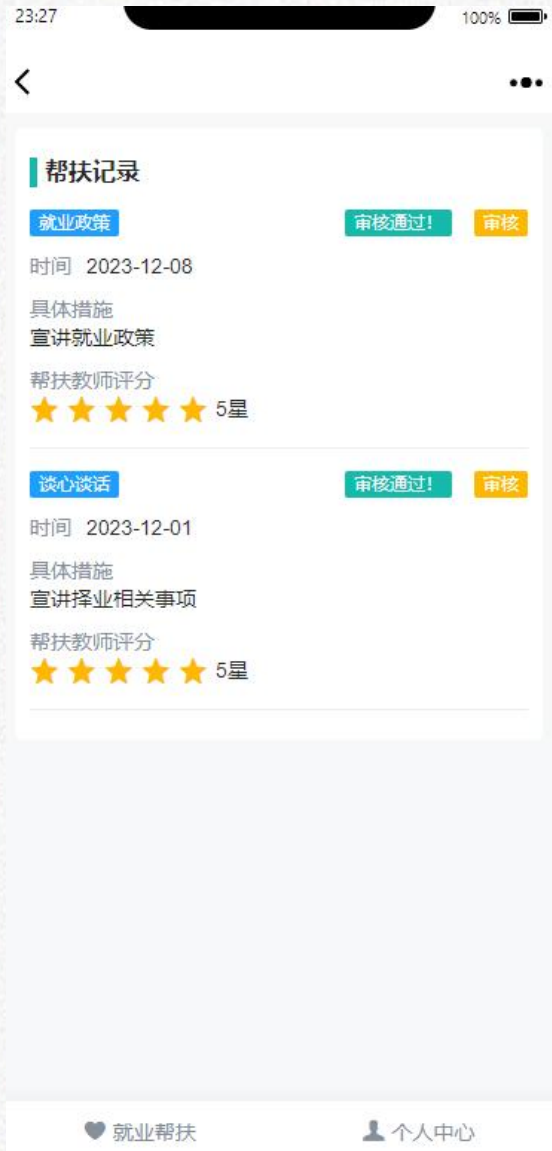 23:27 100%
帮扶记录
就业政策 审核通过! 审核
时间 2023-12-08
具体措施
宣讲就业政策
帮扶教师评分
5星
谈心谈话 审核通过! 审核
时间 2023-12-01
具体措施
宣讲择业相关事项
帮扶教师评分
5星
就业帮扶 个人中心